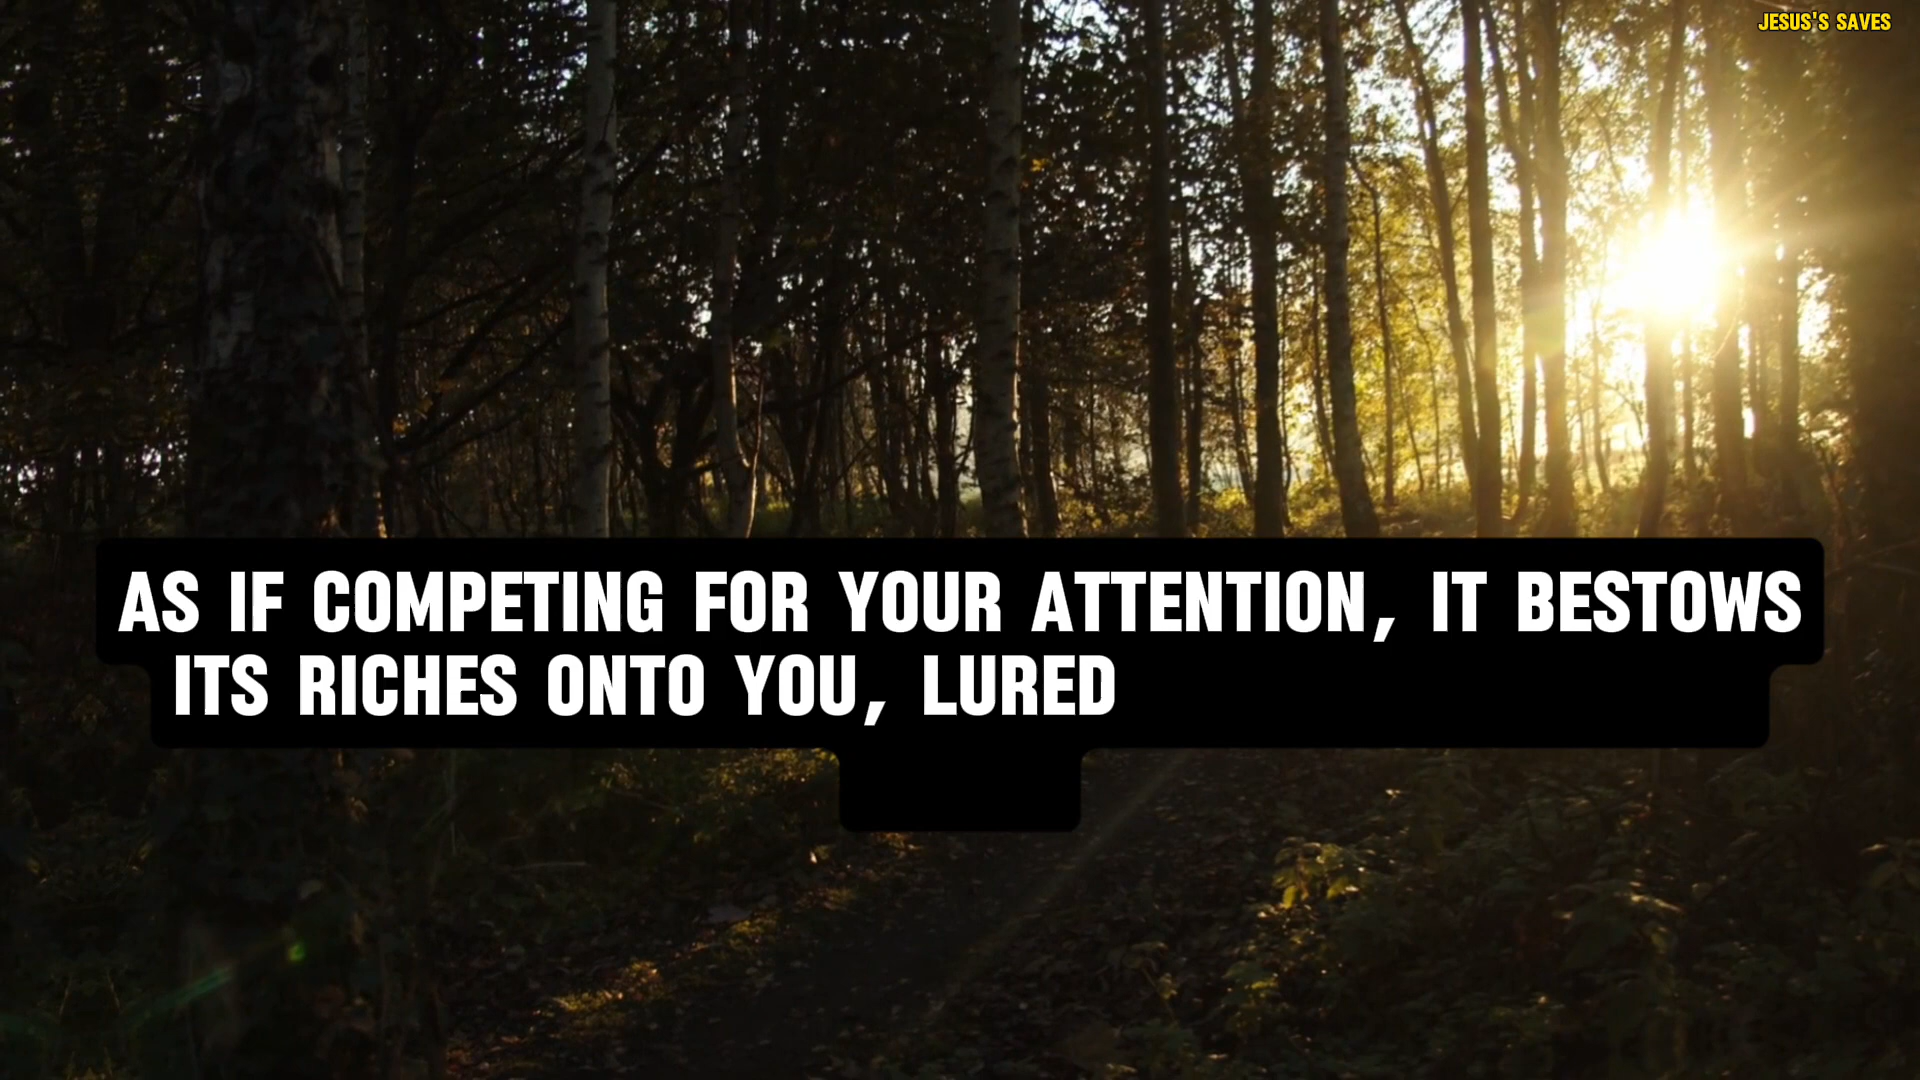 JESUS'S SAVES
AS IF COMPETING FOR YOUR ATTENTION, IT BESTOWS
ITS RICHES ONTO YOU, LURED